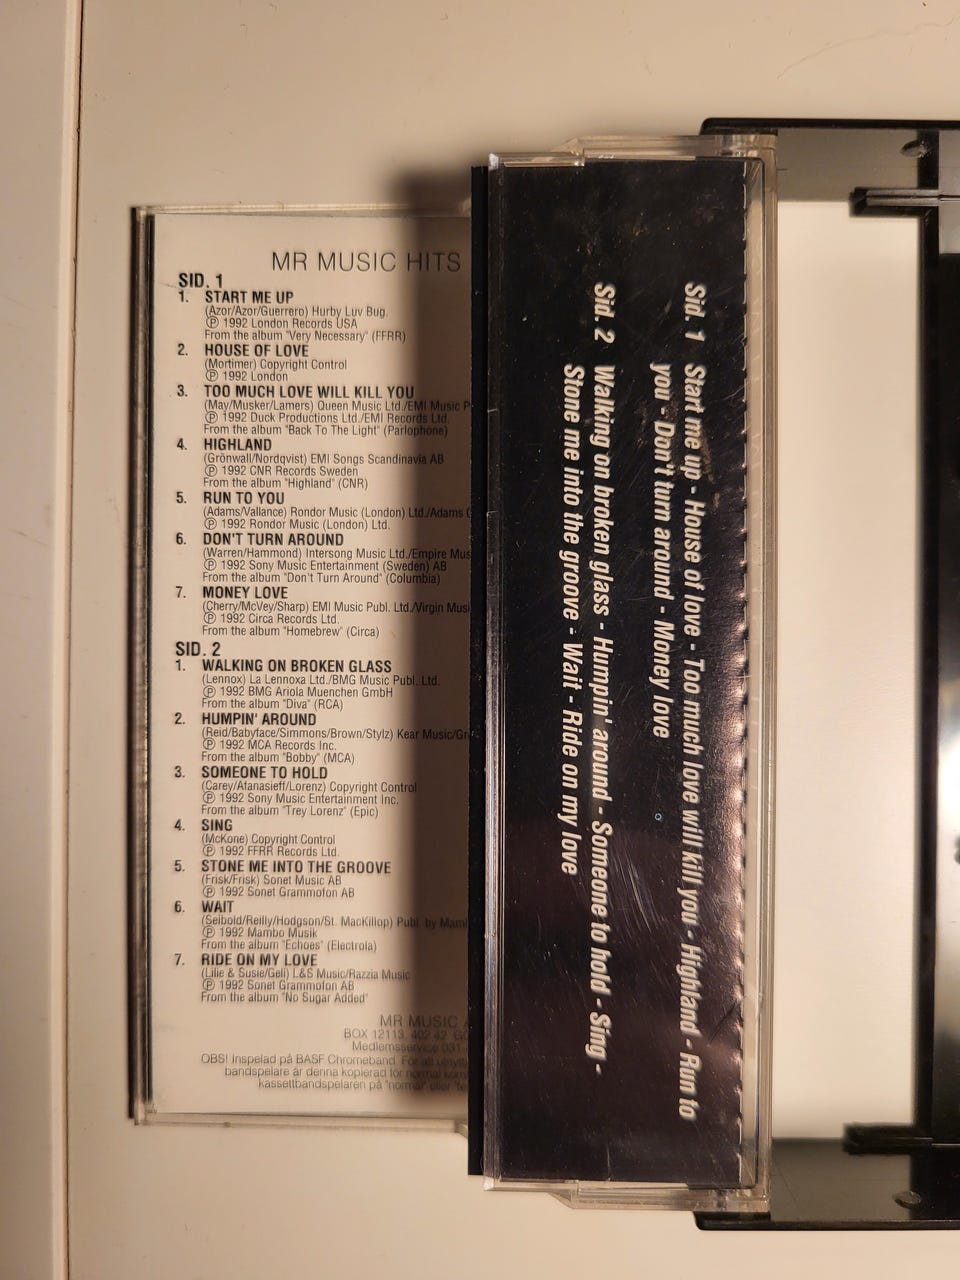 MR MUSIC HITS
SID. 1
1. START ME UP
(Azor/Azor/Guerrero) Hurby Luv Bug.
Ⓟ 1992 London Records USA
From the album "Very Necessary" (FFRR)
2. HOUSE OF LOVE
(Mortimer) Copyright Control
Ⓟ 1992 London
3. TOO MUCH LOVE WILL KILL YOU
(May/Musker/Lamers) Queen Music Ltd./EMI Music P
Ⓟ 1992 Duck Productions Ltd./EMI Records Ltd.
From the album "Back To The Light" (Parlophone)
4. HIGHLAND
(Grönwall/Nordqvist) EMI Songs Scandinavia AB
Ⓟ 1992 CNR Records Sweden
From the album "Highland" (CNR)
5. RUN TO YOU
(Adams/Vallance) Rondor Music (London) Ltd./Adams
Ⓟ 1992 Rondor Music (London) Ltd.
6. DON'T TURN AROUND
(Warren/Hammond) Intersong Music Ltd./Empire Mus
Ⓟ 1992 Sony Music Entertainment (Sweden) AB
From the album "Don't Turn Around" (Columbia)
7. MONEY LOVE
(Cherry/McVey/Sharp) EMI Music Publ. Ltd./Virgin Musi
Ⓟ 1992 Circa Records Ltd.
From the album "Homebrew" (Circa)
SID. 2
1. WALKING ON BROKEN GLASS
(Lennox) La Lennoxa Ltd./BMG Music Publ. Ltd.
Ⓟ 1992 BMG Ariola Muenchen GmbH
From the album "Diva" (RCA)
2. HUMPIN' AROUND
(Reid/Babyface/Simmons/Brown/Stylz) Kear Music/Gr
Ⓟ 1992 MCA Records Inc.
From the album "Bobby" (MCA)
3. SOMEONE TO HOLD
(Carey/Afanasieff/Lorenz) Copyright Control
Ⓟ 1992 Sony Music Entertainment Inc.
From the album "Trey Lorenz" (Epic)
4. SING
(McKone) Copyright Control
Ⓟ 1992 FFRR Records Ltd.
5. STONE ME INTO THE GROOVE
(Frisk/Frisk) Sonet Music AB
Ⓟ 1992 Sonet Grammofon AB
6. WAIT
(Seibold/Reilly/Hodgson/St. MacKillop) Publ. by Mam
Ⓟ 1992 Mambo Musik
From the album "Echoes" (Electrola)
7. RIDE ON MY LOVE
(Lilie & Susie/Geli) L&S Music/Razzia Music
Ⓟ 1992 Sonet Grammofon AB
From the album "No Sugar Added"
MR MUSIC
BOX 12113, 402 42
Medlemsservice 031
OBS! Inspelad på BASF Chromeband. För att utnytt
bandspelare är denna kopierad för normal
kassettbandspelaren på "normal" eller
Sid. 1 Start me up - House of love - Too much love will kill you - Highland - Run to
you - Don't turn around - Money love
Sid. 2 Walking on broken glass - Humpin' around - Someone to hold - Sing -
Stone me into the groove - Wait - Ride on my love